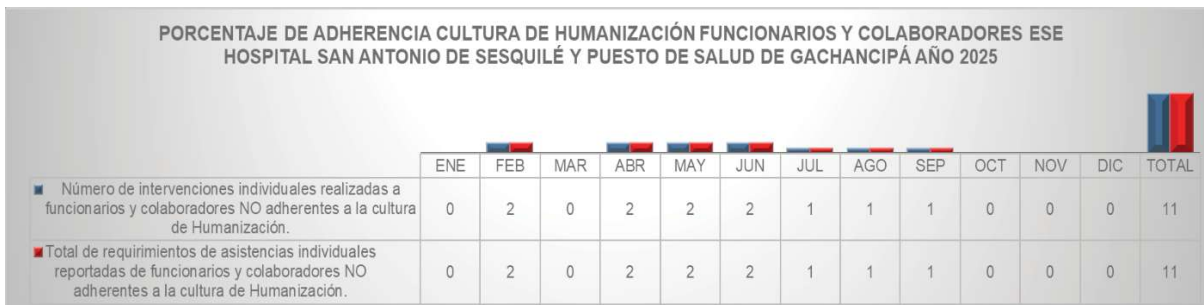 PORCENTAJE DE ADHERENCIA CULTURA DE HUMANIZACIÓN FUNCIONARIOS Y COLABORADORES ESE
HOSPITAL SAN ANTONIO DE SESQUILÉ Y PUESTO DE SALUD DE GACHANCIPÁ AÑO 2025
ENE FEB MAR ABR MAY JUN JUL AGO SEP OCT NOV DIC TOTAL
Número de intervenciones individuales realizadas a
funcionarios y colaboradores NO adherentes a la cultura
de Humanización.
0 2 0 2 2 2 1 1 1 0 0 0 11
Total de requirimientos de asistencias individuales
reportadas de funcionarios y colaboradores NO
adherentes a la cultura de Humanización.
0 2 0 2 2 2 1 1 1 0 0 0 11